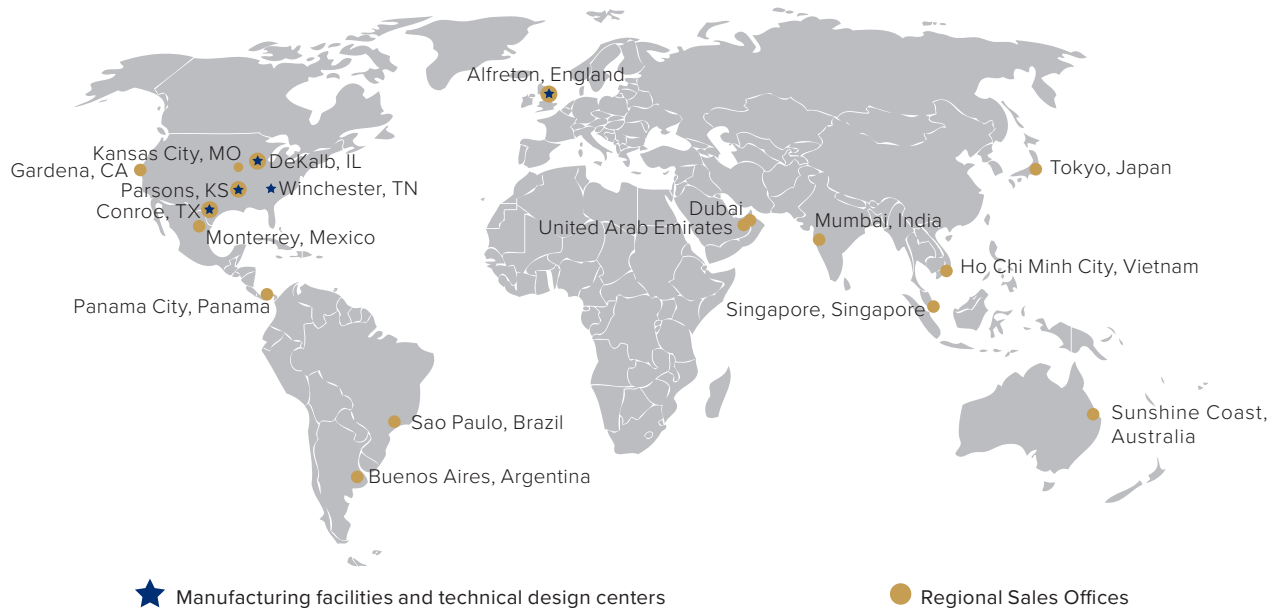 Alfreton, England
Kansas City, MO
DeKalb, IL
Gardena, CA
Parsons, KS
Winchester, TN
Conroe, TX
Monterrey, Mexico
Tokyo, Japan
Dubai
United Arab Emirates
Mumbai, India
Ho Chi Minh City, Vietnam
Panama City, Panama
Singapore, Singapore
Sao Paulo, Brazil
Sunshine Coast,
Australia
Buenos Aires, Argentina
Manufacturing facilities and technical design centers
Regional Sales Offices